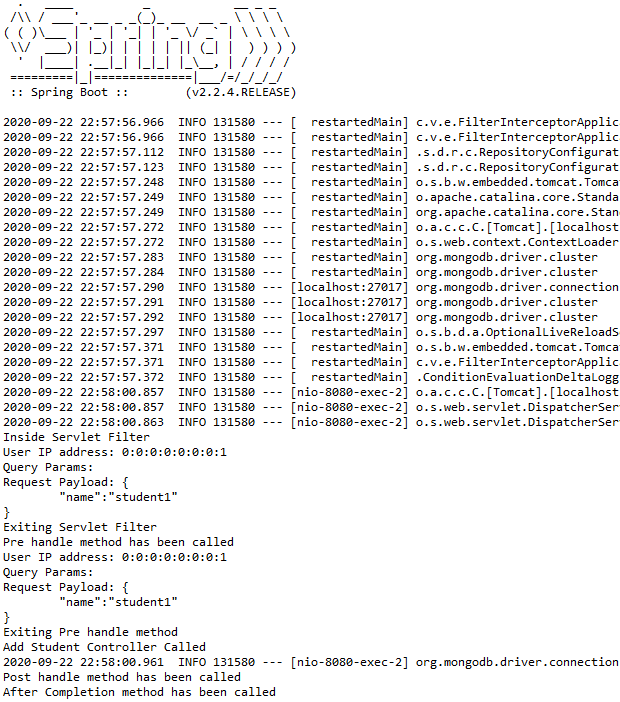 .   ____          _            __ _ _
 /\\ / ___'_ __ _ _(_)_ __  __ _ \ \ \ \
( ( )\___ | '_ | '_| | '_ \/ _` | \ \ \ \
 \\/  ___)| |_)| | | | | || (_| |  ) ) ) )
  '  |____| .__|_| |_|_| |_\__, | / / / /
 =========|_|==============|___/=/_/_/_/
 :: Spring Boot ::        (v2.2.4.RELEASE)
2020-09-22 22:57:56.966  INFO 131580 --- [  restartedMain] c.v.e.FilterInterceptorApplic
2020-09-22 22:57:56.966  INFO 131580 --- [  restartedMain] c.v.e.FilterInterceptorApplic
2020-09-22 22:57:57.112  INFO 131580 --- [  restartedMain] .s.d.r.c.RepositoryConfigurat
2020-09-22 22:57:57.123  INFO 131580 --- [  restartedMain] .s.d.r.c.RepositoryConfigurat
2020-09-22 22:57:57.248  INFO 131580 --- [  restartedMain] o.s.b.w.embedded.tomcat.Tomca
2020-09-22 22:57:57.249  INFO 131580 --- [  restartedMain] o.apache.catalina.core.Standa
2020-09-22 22:57:57.249  INFO 131580 --- [  restartedMain] org.apache.catalina.core.Stan
2020-09-22 22:57:57.272  INFO 131580 --- [  restartedMain] o.a.c.c.C.[Tomcat].[localhost
2020-09-22 22:57:57.272  INFO 131580 --- [  restartedMain] o.s.web.context.ContextLoader
2020-09-22 22:57:57.283  INFO 131580 --- [  restartedMain] org.mongodb.driver.cluster
2020-09-22 22:57:57.284  INFO 131580 --- [  restartedMain] org.mongodb.driver.cluster
2020-09-22 22:57:57.290  INFO 131580 --- [localhost:27017] org.mongodb.driver.connection
2020-09-22 22:57:57.291  INFO 131580 --- [localhost:27017] org.mongodb.driver.cluster
2020-09-22 22:57:57.292  INFO 131580 --- [localhost:27017] org.mongodb.driver.cluster
2020-09-22 22:57:57.297  INFO 131580 --- [  restartedMain] o.s.b.d.a.OptionalLiveReloadS
2020-09-22 22:57:57.371  INFO 131580 --- [  restartedMain] o.s.b.w.embedded.tomcat.Tomca
2020-09-22 22:57:57.371  INFO 131580 --- [  restartedMain] c.v.e.FilterInterceptorApplic
2020-09-22 22:57:57.372  INFO 131580 --- [  restartedMain] .ConditionEvaluationDeltaLogg
2020-09-22 22:58:00.857  INFO 131580 --- [nio-8080-exec-2] o.a.c.c.C.[Tomcat].[localhost
2020-09-22 22:58:00.857  INFO 131580 --- [nio-8080-exec-2] o.s.web.servlet.DispatcherSer
2020-09-22 22:58:00.863  INFO 131580 --- [nio-8080-exec-2] o.s.web.servlet.DispatcherSer
Inside Servlet Filter
User IP address: 0:0:0:0:0:0:0:1
Query Params:
Request Payload: {
        "name":"student1"
}
Exiting Servlet Filter
Pre handle method has been called
User IP address: 0:0:0:0:0:0:0:1
Query Params:
Request Payload: {
        "name":"student1"
}
Exiting Pre handle method
Add Student Controller Called
2020-09-22 22:58:00.961  INFO 131580 --- [nio-8080-exec-2] org.mongodb.driver.connection
Post handle method has been called
After Completion method has been called